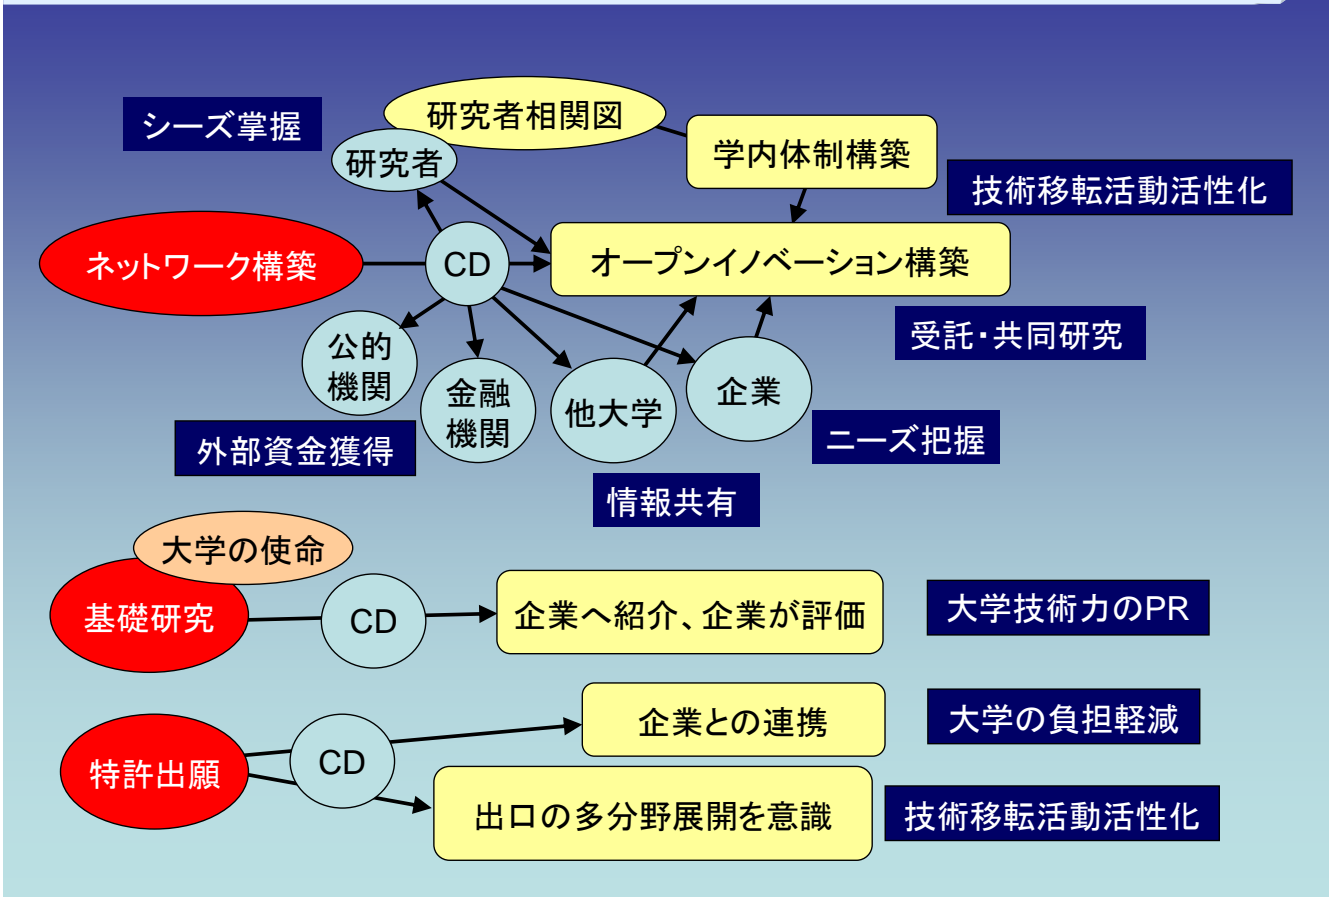 研究者相関図
シーズ掌握
研究者
学内体制構築
技術移転活動活性化
ネットワーク構築
CD
オープンイノベーション構築
受託・共同研究
公的
機関
金融
機関
他大学
企業
外部資金獲得
ニーズ把握
情報共有
大学の使命
基礎研究
CD
企業へ紹介、企業が評価
大学技術力のPR
特許出願
CD
企業との連携
大学の負担軽減
出口の多分野展開を意識
技術移転活動活性化